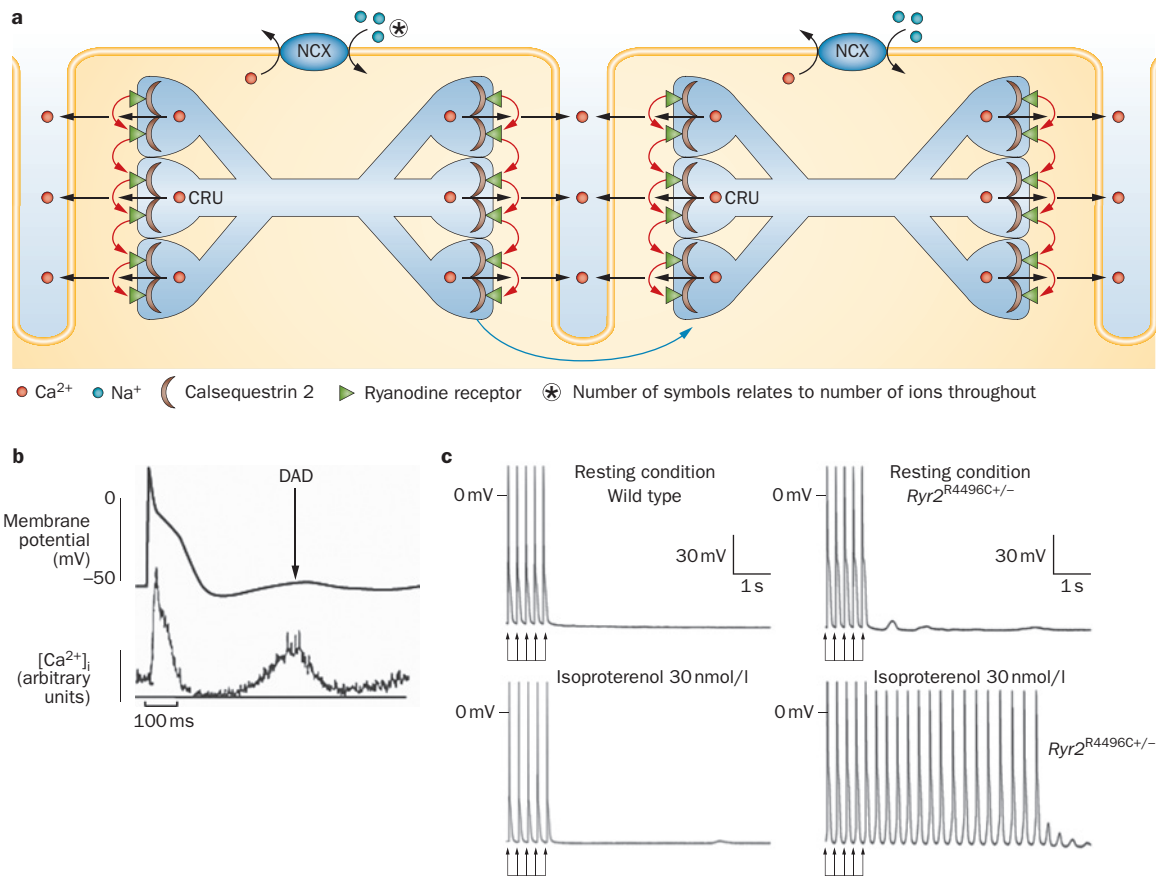 a
NCX
NCX
CRU
CRU
Ca²⁺
Na⁺
Calsequestrin 2
Ryanodine receptor
* Number of symbols relates to number of ions throughout
b
DAD
0
Membrane
potential
(mV)
–50
[Ca²⁺]ᵢ
(arbitrary
units)
100 ms
c
Resting condition
Wild type
0 mV
30 mV
1 s
Resting condition
Ryr2ᴿ⁴⁴⁹⁶ᶜ⁺/⁻
0 mV
30 mV
1 s
Isoproterenol 30 nmol/l
0 mV
Isoproterenol 30 nmol/l
0 mV
Ryr2ᴿ⁴⁴⁹⁶ᶜ⁺/⁻